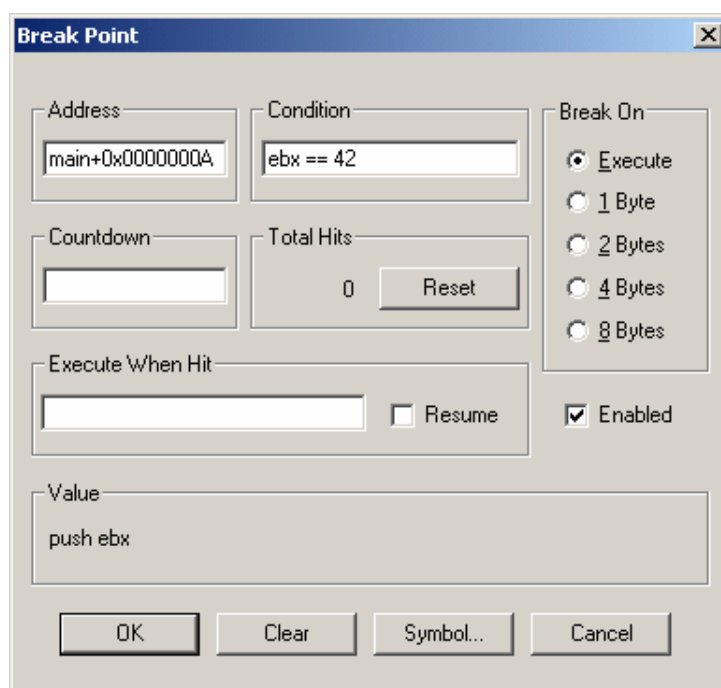 Break Point
Address
main+0x0000000A
Condition
ebx == 42
Break On
Execute
1 Byte
2 Bytes
4 Bytes
8 Bytes
Countdown
Total Hits
0
Reset
Execute When Hit
Resume
Enabled
Value
push ebx
OK
Clear
Symbol...
Cancel